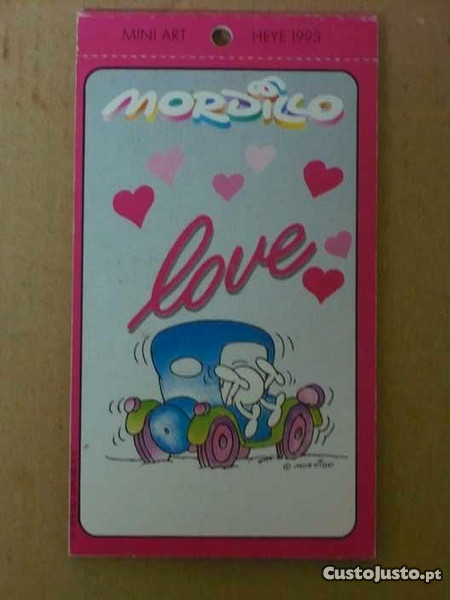 MINI ART HEYE 1993
MORDILLO
love
© MORDILLO
CustoJusto.pt